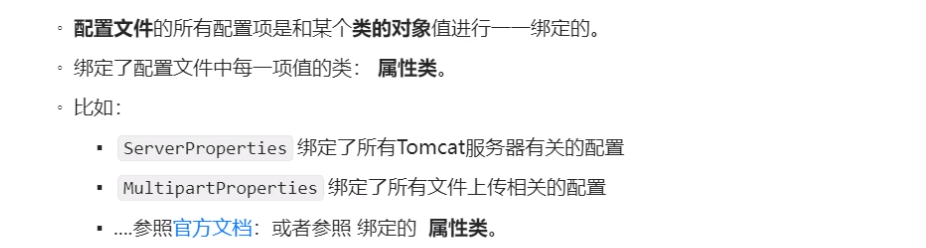 配置文件的所有配置项是和某个类的对象值进行一一绑定的。
绑定了配置文件中每一项值的类： 属性类。
比如：
ServerProperties 绑定了所有Tomcat服务器有关的配置
MultipartProperties 绑定了所有文件上传相关的配置
....参照官方文档：或者参照 绑定的 属性类。